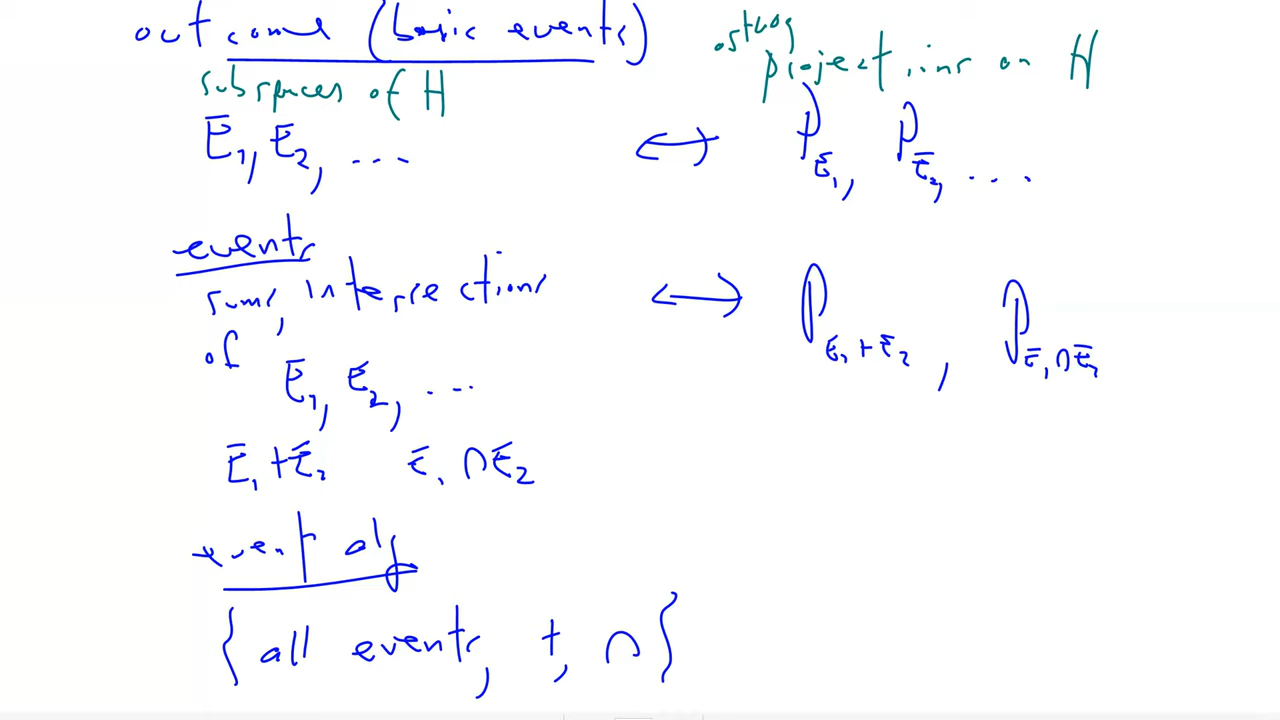 outcome (basic events)
orthog
projections on H
subspaces of H
E₁, E₂, ... ↔ P_E₁, P_E₂, ...
events
sums, intersections ↔ P_E₁+E₂, P_E₁∩E₂
of
E₁, E₂, ...
E₁+E₂ E₁∩E₂
event alg
{all events, +, ∩}